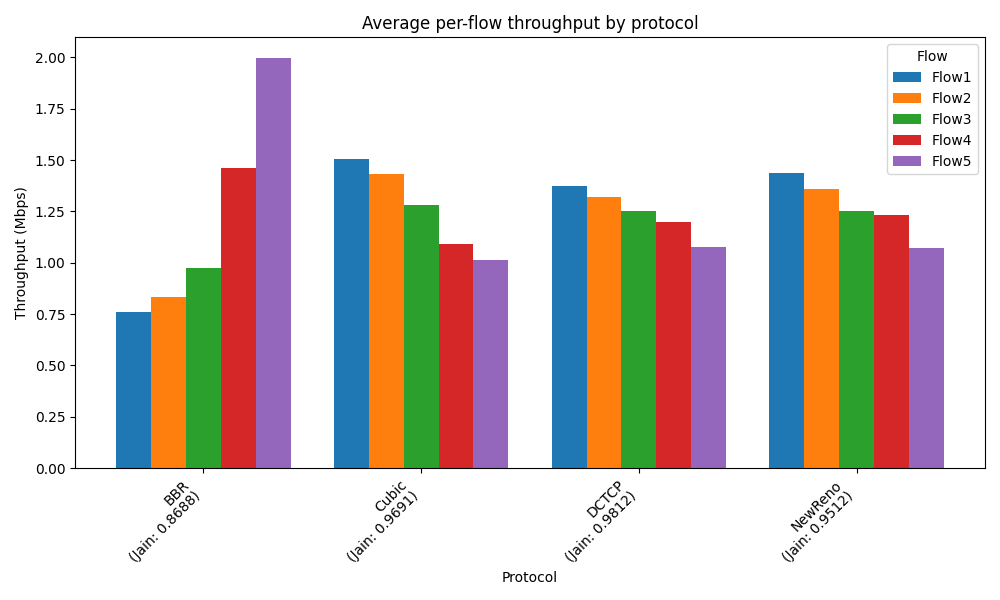 Average per-flow throughput by protocol
Throughput (Mbps)
2.00
1.75
1.50
1.25
1.00
0.75
0.50
0.25
0.00
Flow
Flow1
Flow2
Flow3
Flow4
Flow5
BBR
(Jain: 0.8688)
Cubic
(Jain: 0.9691)
DCTCP
(Jain: 0.9812)
NewReno
(Jain: 0.9512)
Protocol